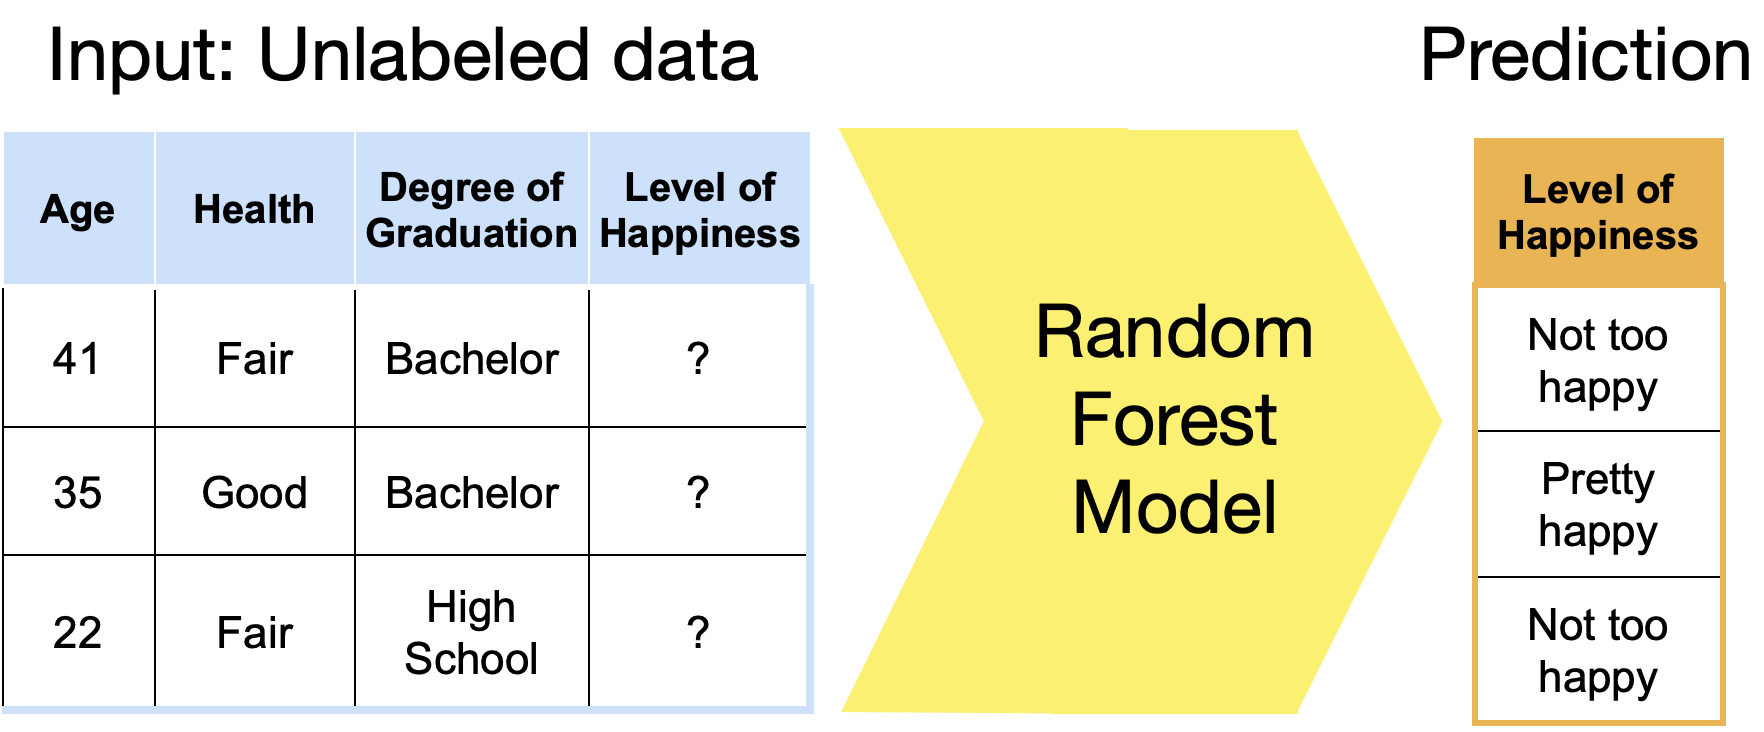 Input: Unlabeled data
Prediction
Age
Health
Degree of
Graduation
Level of
Happiness
41
Fair
Bachelor
?
35
Good
Bachelor
?
22
Fair
High
School
?
Random
Forest
Model
Level of
Happiness
Not too
happy
Pretty
happy
Not too
happy